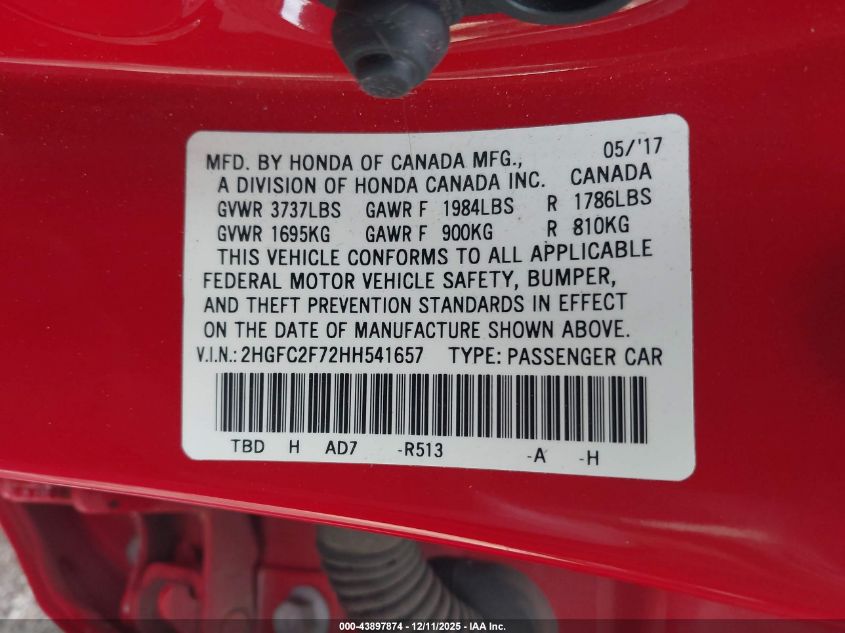 MFD. BY HONDA OF CANADA MFG., 05/'17
A DIVISION OF HONDA CANADA INC. CANADA
GVWR 3737LBS GAWR F 1984LBS R 1786LBS
GVWR 1695KG GAWR F 900KG R 810KG
THIS VEHICLE CONFORMS TO ALL APPLICABLE
FEDERAL MOTOR VEHICLE SAFETY, BUMPER,
AND THEFT PREVENTION STANDARDS IN EFFECT
ON THE DATE OF MANUFACTURE SHOWN ABOVE.
V.I.N.: 2HGFC2F72HH541657 TYPE: PASSENGER CAR
TBD H AD7 -R513 -A -H
000-43897874 | 12/11/2025 - IAA Inc.